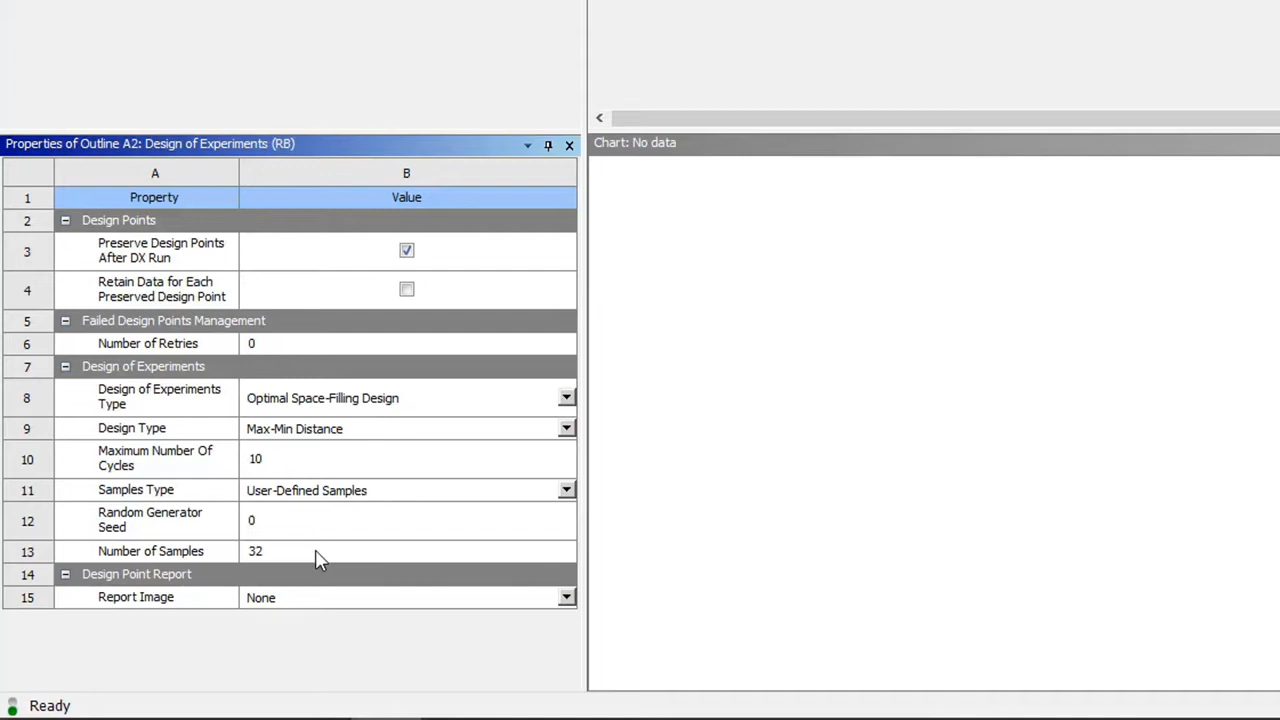 Properties of Outline A2: Design of Experiments (RB)
Chart: No data
A B
1 Property Value
2 Design Points
3 Preserve Design Points
After DX Run
4 Retain Data for Each
Preserved Design Point
5 Failed Design Points Management
6 Number of Retries 0
7 Design of Experiments
8 Design of Experiments
Type Optimal Space-Filling Design
9 Design Type Max-Min Distance
10 Maximum Number Of
Cycles 10
11 Samples Type User-Defined Samples
12 Random Generator
Seed 0
13 Number of Samples 32
14 Design Point Report
15 Report Image None
Ready